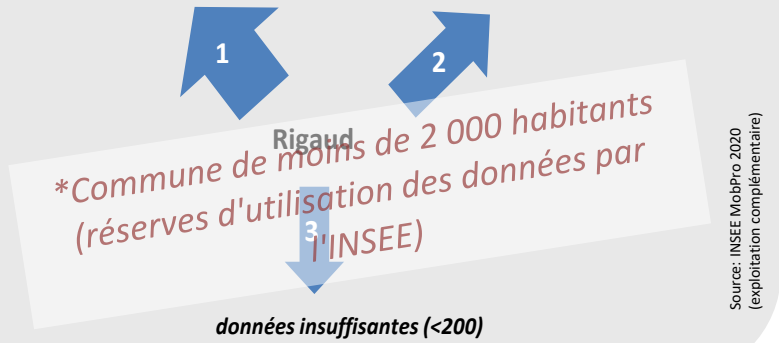 1
2
Rigaud
*Commune de moins de 2 000 habitants
(réserves d'utilisation des données par
l'INSEE)
3
données insuffisantes (<200)
Source: INSEE MobPro 2020
(exploitation complémentaire)